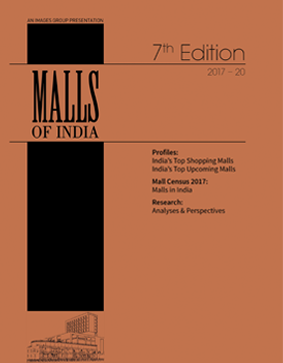 AN IMAGES GROUP PRESENTATION
7th Edition
2017 – 20
MALLS
OF INDIA
Profiles:
India's Top Shopping Malls
India's Top Upcoming Malls
Mall Census 2017:
Malls in India
Research:
Analyses & Perspectives